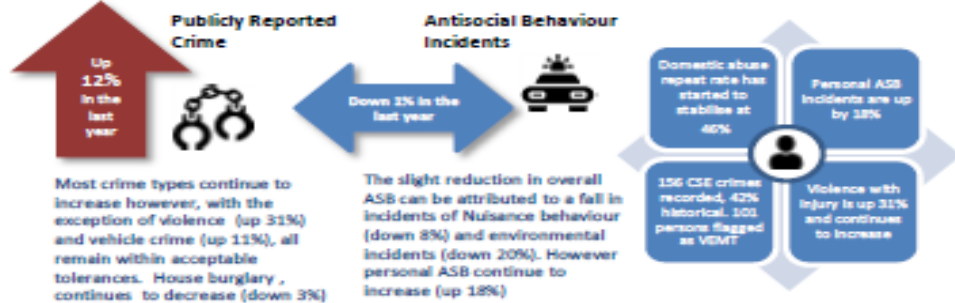 Publicly Reported
Crime
Up
12%
in the
last
year
Most crime types continue to
increase however, with the
exception of violence (up 31%)
and vehicle crime (up 11%), all
remain within acceptable
tolerances. House burglary ,
continues to decrease (down 3%)
Antisocial Behaviour
Incidents
Down 1% in the
last year
The slight reduction in overall
ASB can be attributed to a fall in
incidents of Nuisance behaviour
(down 8%) and environmental
incidents (down 20%). However
personal ASB continue to
increase (up 18%)
Domestic abuse
repeat rate has
started to
stabilise at
46%
Personal ASB
incidents are up
by 18%
156 CSE crimes
recorded, 42%
historical. 101
persons flagged
as VEMT
Violence with
injury is up 31%
and continues
to increase